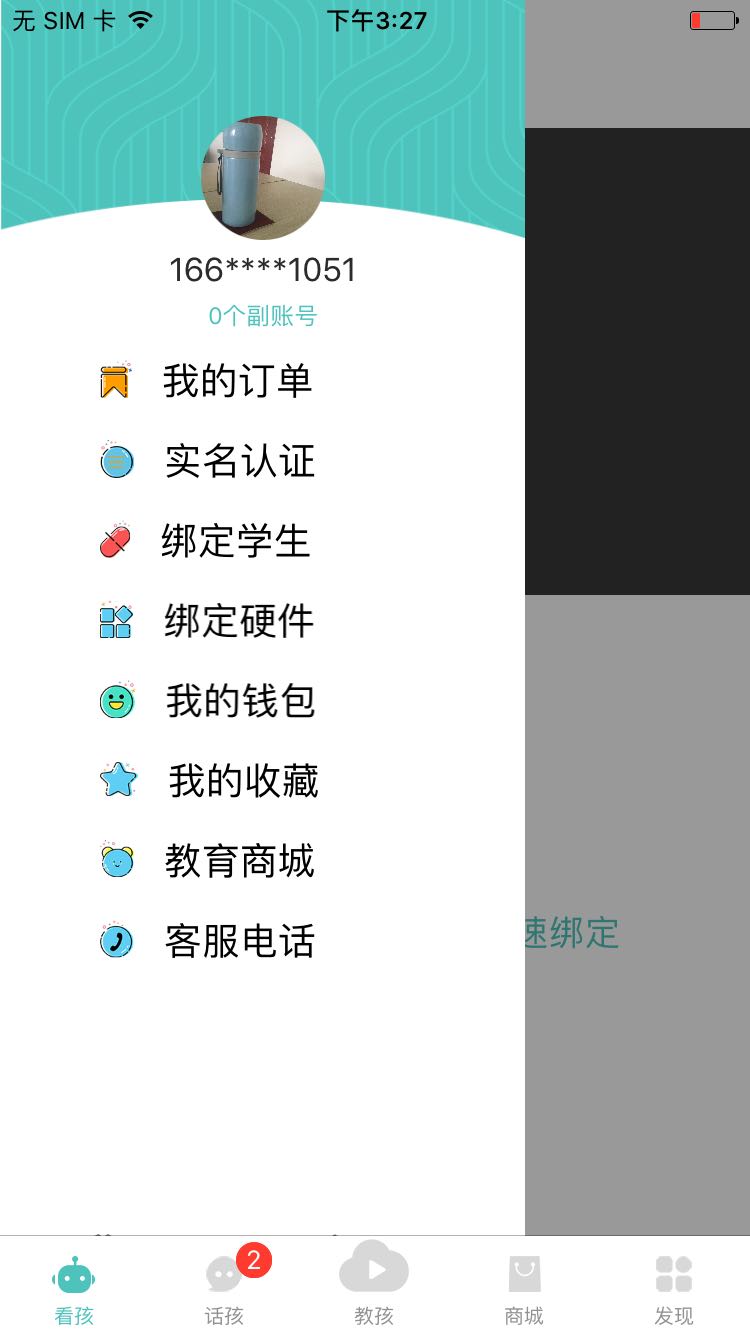 无 SIM 卡 下午3:27
166****1051
0个副账号
我的订单
实名认证
绑定学生
绑定硬件
我的钱包
我的收藏
教育商城
客服电话
速绑定
2
看孩 话孩 教孩 商城 发现